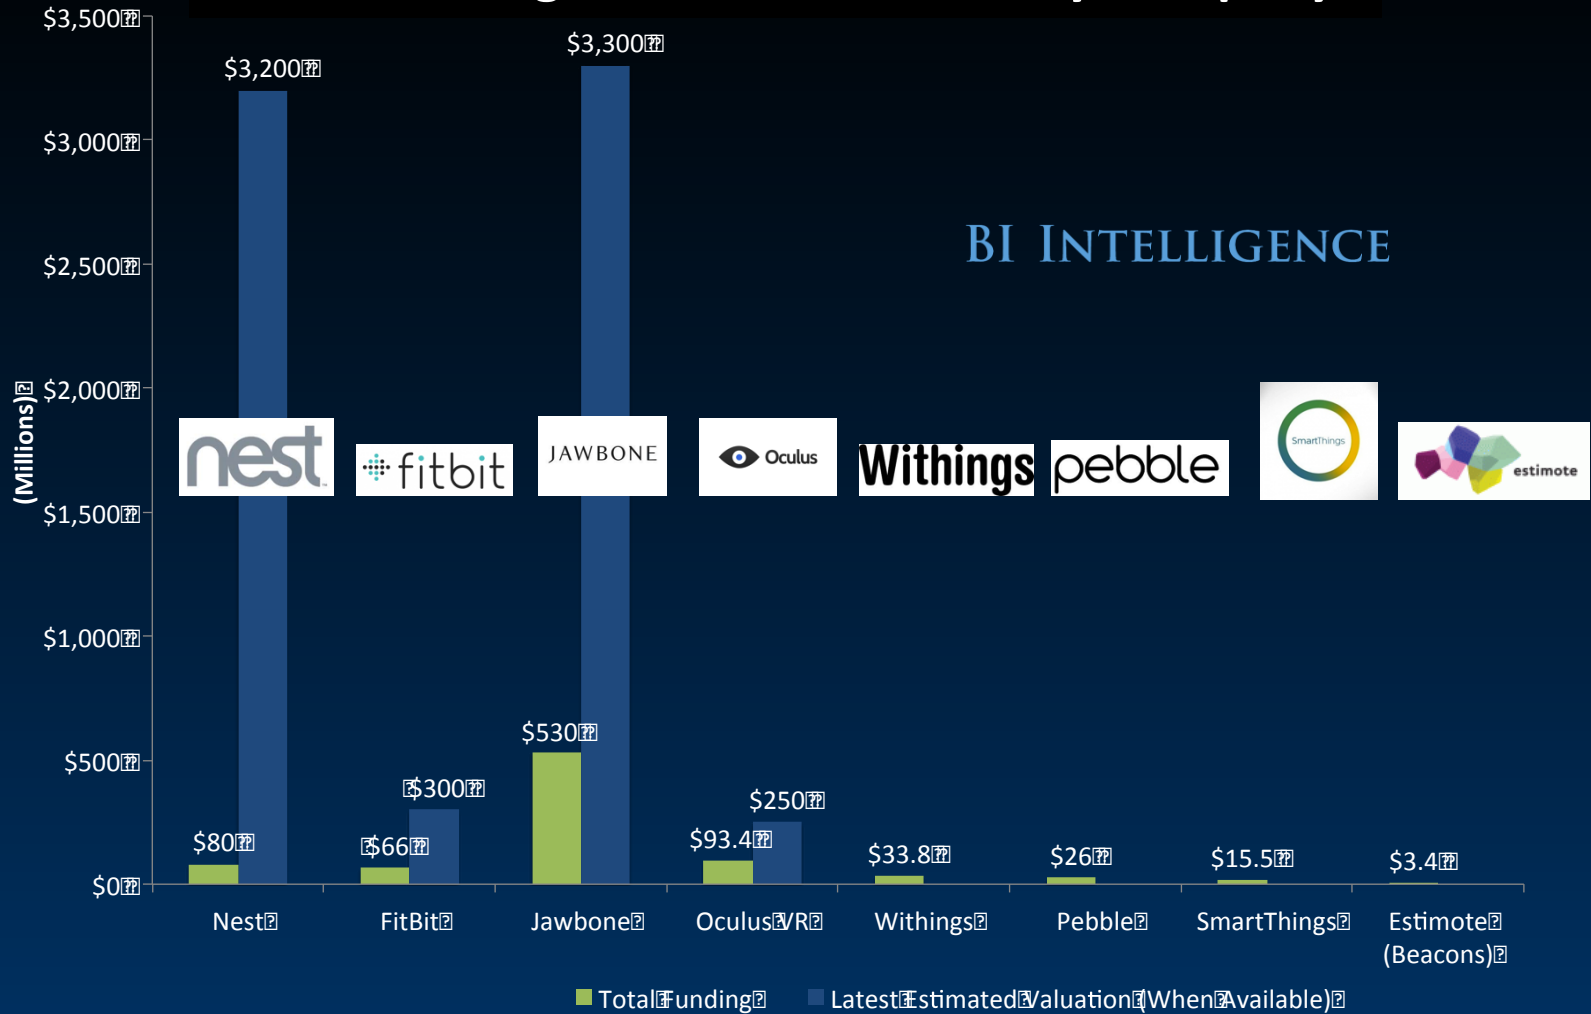 $3,500
$3,300
$3,200
$3,000
BI INTELLIGENCE
$2,500
$2,000
(Millions)
nest
fitbit
JAWBONE
Oculus
Withings
pebble
SmartThings
estimote
$1,500
$1,000
$530
$500
$300
$250
$80
$66
$93.4
$33.8
$26
$15.5
$3.4
$0
Nest FitBit Jawbone Oculus VR Withings Pebble SmartThings Estimote
(Beacons)
Total Funding Latest Estimated Valuation (When Available)